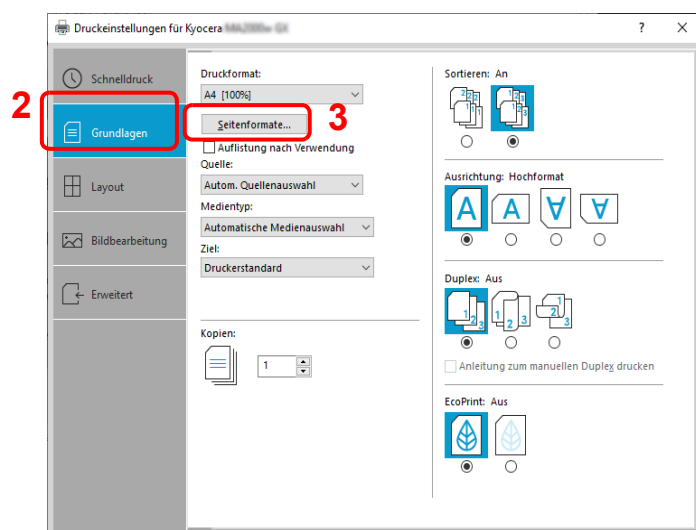 Druckeinstellungen für Kyocera
?
X
2
Schnelldruck
Grundlagen
Layout
Bildbearbeitung
Erweitert
Druckformat:
A4 [100%]
Seitenformate...
3
Auflistung nach Verwendung
Quelle:
Autom. Quellenauswahl
Medientyp:
Automatische Medienauswahl
Ziel:
Druckerstandard
Kopien:
1
Sortieren: An
Ausrichtung: Hochformat
A A A A
Duplex: Aus
Anleitung zum manuellen Duplex drucken
EcoPrint: Aus